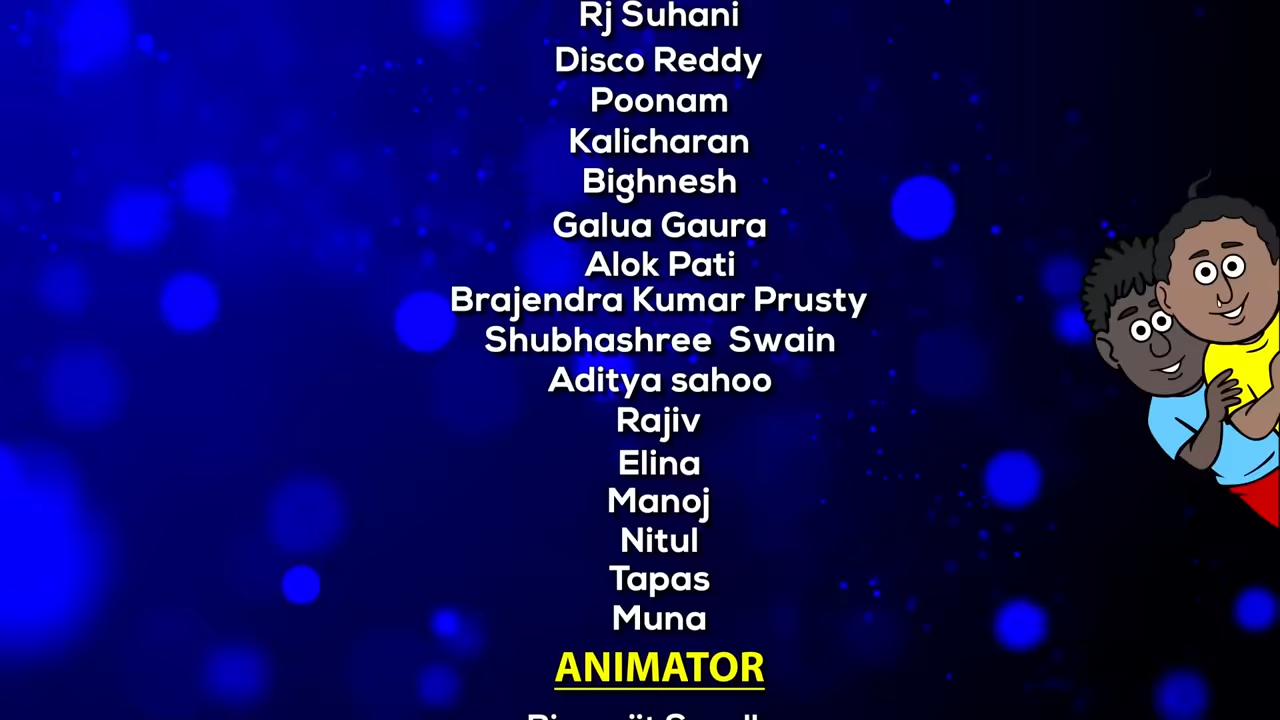 Rj Suhani
Disco Reddy
Poonam
Kalicharan
Bighnesh
Galua Gaura
Alok Pati
Brajendra Kumar Prusty
Shubhashree  Swain
Aditya sahoo
Rajiv
Elina
Manoj
Nitul
Tapas
Muna
ANIMATOR